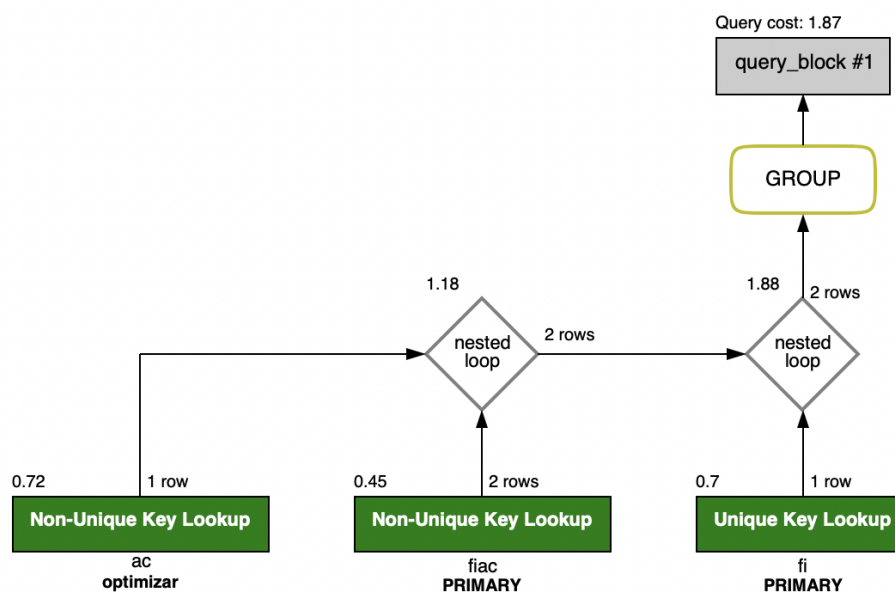 Query cost: 1.87
query_block #1
GROUP
1.18
1.88
2 rows
nested
loop
2 rows
nested
loop
0.72
1 row
0.45
2 rows
0.7
1 row
Non-Unique Key Lookup
Non-Unique Key Lookup
Unique Key Lookup
ac
optimizar
fiac
PRIMARY
fi
PRIMARY